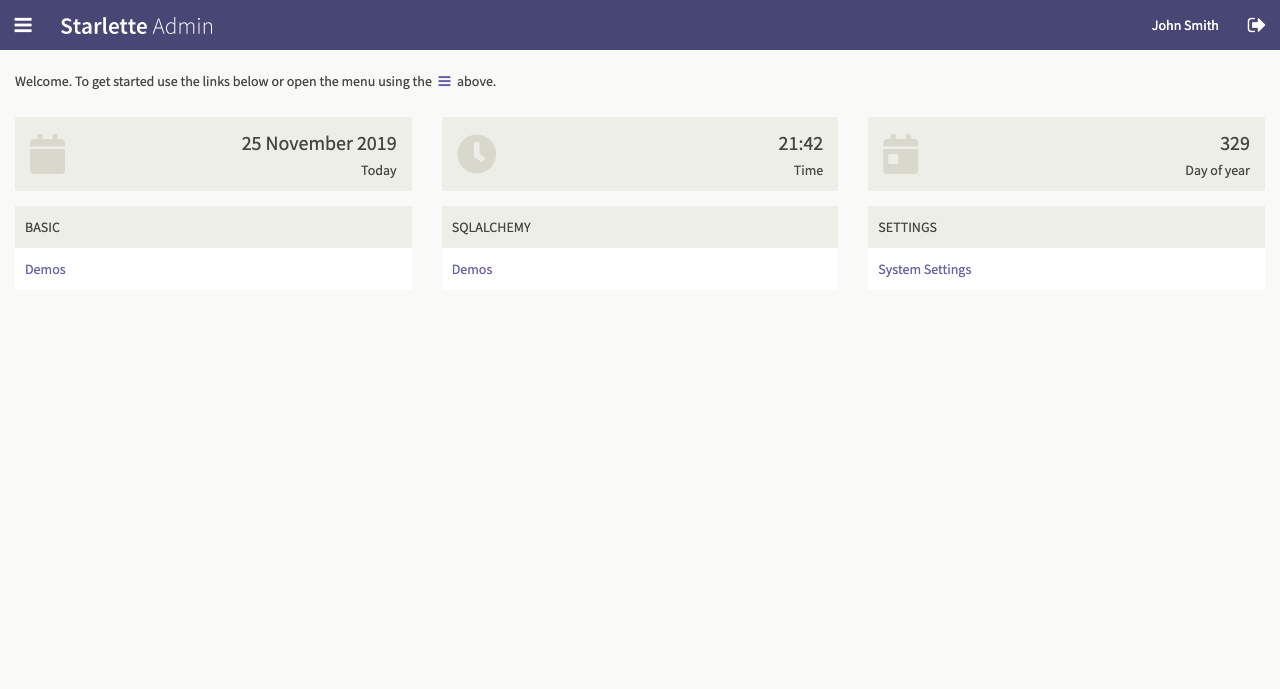 Starlette Admin
John Smith
Welcome. To get started use the links below or open the menu using the above.
25 November 2019
Today
21:42
Time
329
Day of year
BASIC
Demos
SQLALCHEMY
Demos
SETTINGS
System Settings